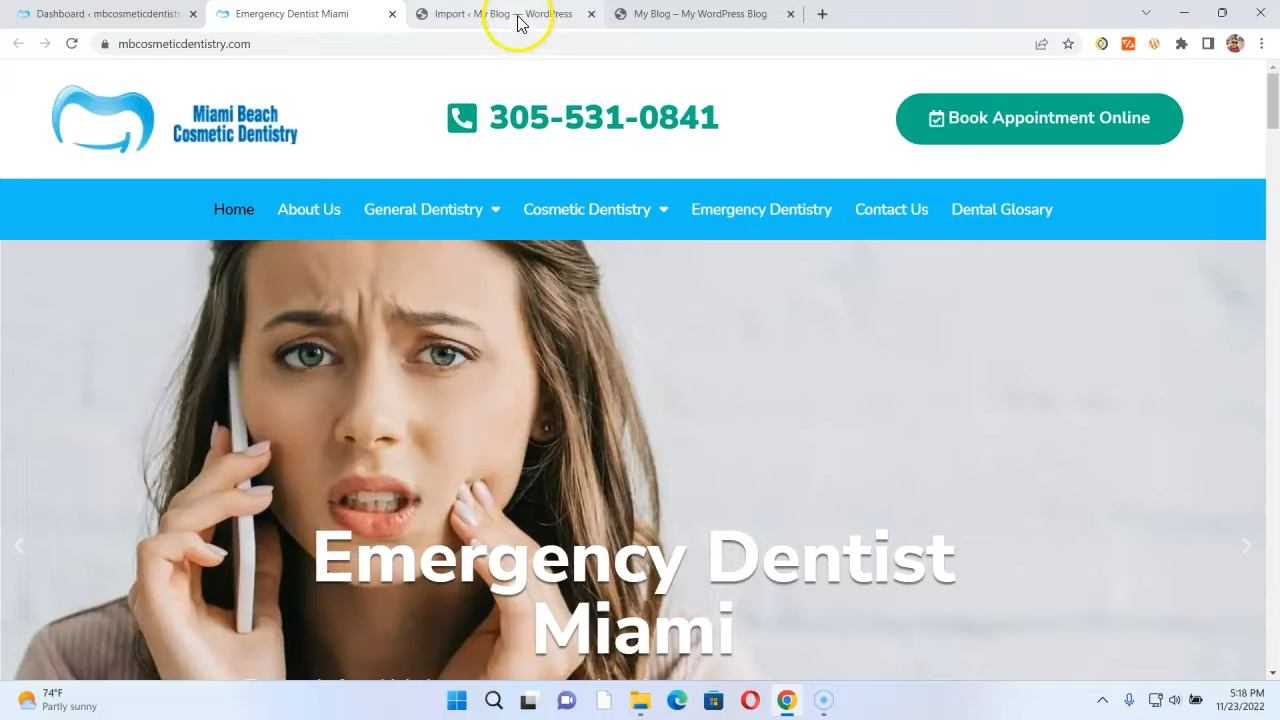 Dashboard ‹ mbcosmeticdentistr
Emergency Dentist Miami
Import ‹ My Blog — WordPress
My Blog – My WordPress Blog
mbcosmeticdentistry.com
Miami Beach
Cosmetic Dentistry
305-531-0841
Book Appointment Online
Home
About Us
General Dentistry
Cosmetic Dentistry
Emergency Dentistry
Contact Us
Dental Glosary
Emergency Dentist
Miami
74°F
Partly sunny
5:18 PM
11/23/2022